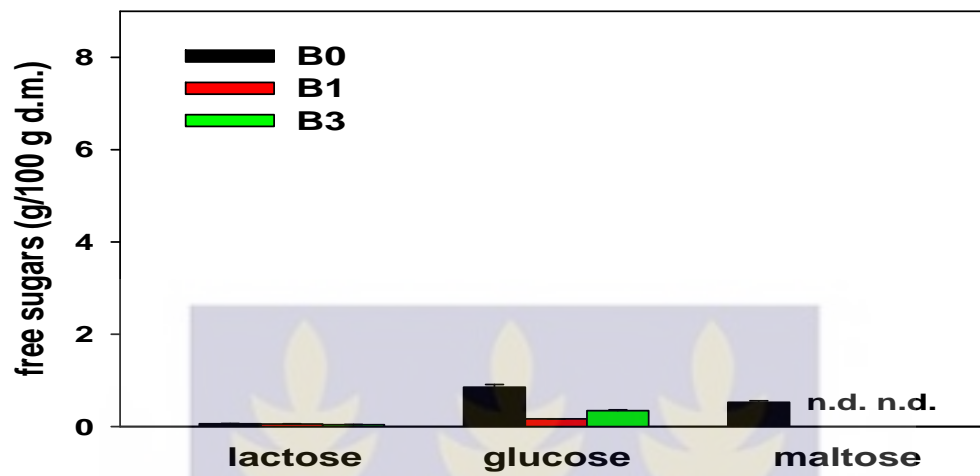 free sugars (g/100 g d.m.)
8
6
4
2
0
B0
B1
B3
n.d. n.d.
lactose glucose maltose